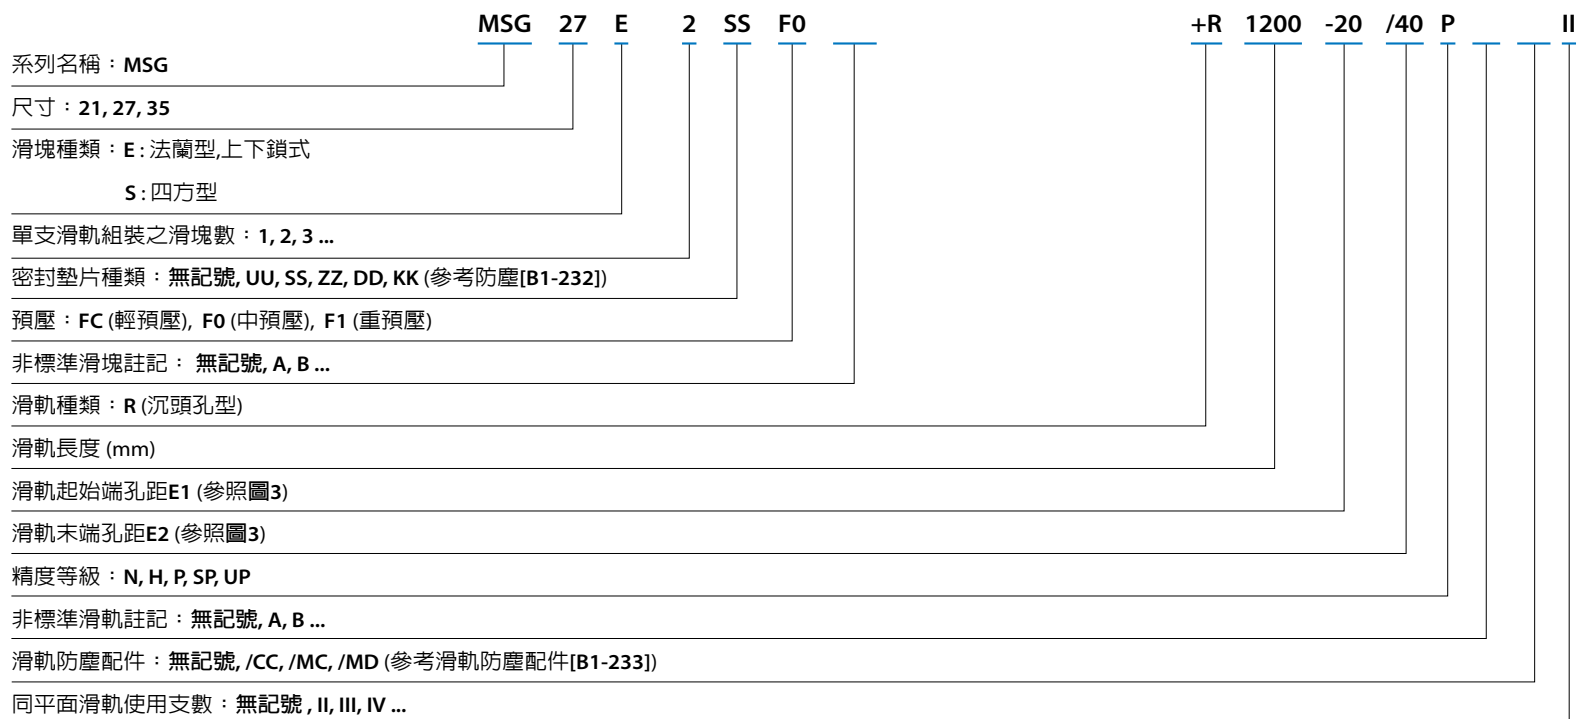 MSG 27 E 2 SS F0 +R 1200 -20 /40 P II
系列名稱：MSG
尺寸：21, 27, 35
滑塊種類：E : 法蘭型,上下鎖式
S : 四方型
單支滑軌組裝之滑塊數：1, 2, 3 ...
密封墊片種類：無記號, UU, SS, ZZ, DD, KK (參考防塵[B1-232])
預壓：FC (輕預壓), F0 (中預壓), F1 (重預壓)
非標準滑塊註記： 無記號, A, B ...
滑軌種類：R (沉頭孔型)
滑軌長度 (mm)
滑軌起始端孔距E1 (參照圖3)
滑軌末端孔距E2 (參照圖3)
精度等級：N, H, P, SP, UP
非標準滑軌註記：無記號, A, B ...
滑軌防塵配件：無記號, /CC, /MC, /MD (參考滑軌防塵配件[B1-233])
同平面滑軌使用支數：無記號 , II, III, IV ...